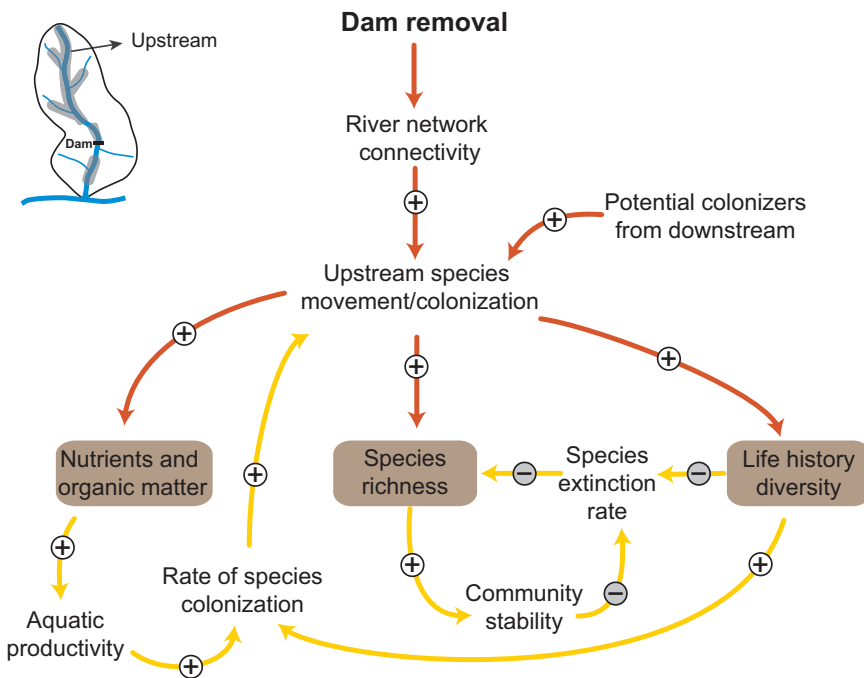 Dam removal
Upstream
Dam
River network
connectivity
Potential colonizers
from downstream
+
+
Upstream species
movement/colonization
+
+
+
Nutrients and
organic matter
Species
richness
Species
extinction
rate
Life history
diversity
+
−
−
+
Rate of species
colonization
+
Community
stability
−
+
Aquatic
productivity
+